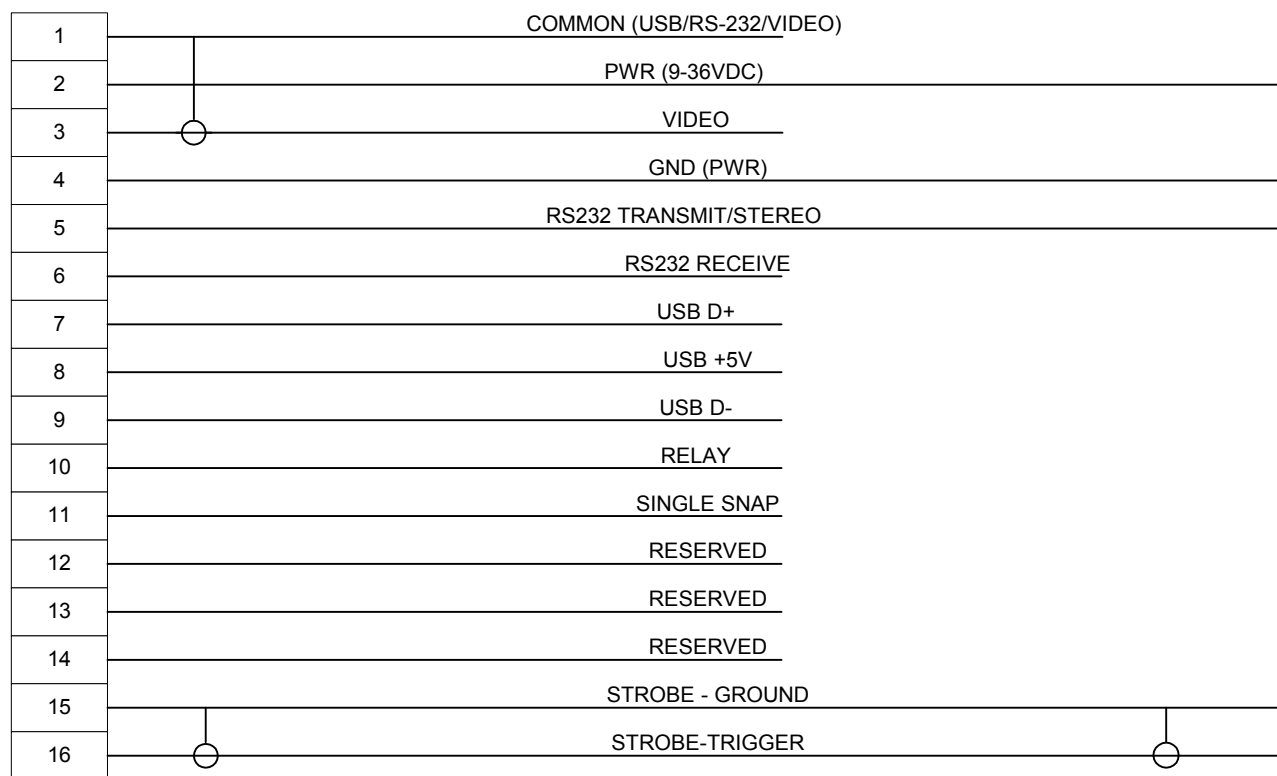 1 COMMON (USB/RS-232/VIDEO)
2 PWR (9-36VDC)
3 VIDEO
4 GND (PWR)
5 RS232 TRANSMIT/STEREO
6 RS232 RECEIVE
7 USB D+
8 USB +5V
9 USB D-
10 RELAY
11 SINGLE SNAP
12 RESERVED
13 RESERVED
14 RESERVED
15 STROBE - GROUND
16 STROBE-TRIGGER